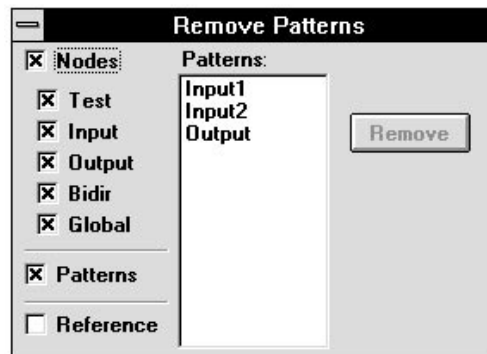 Remove Patterns
Nodes
Test
Input
Output
Bidir
Global
Patterns
Reference
Patterns:
Input1
Input2
Output
Remove